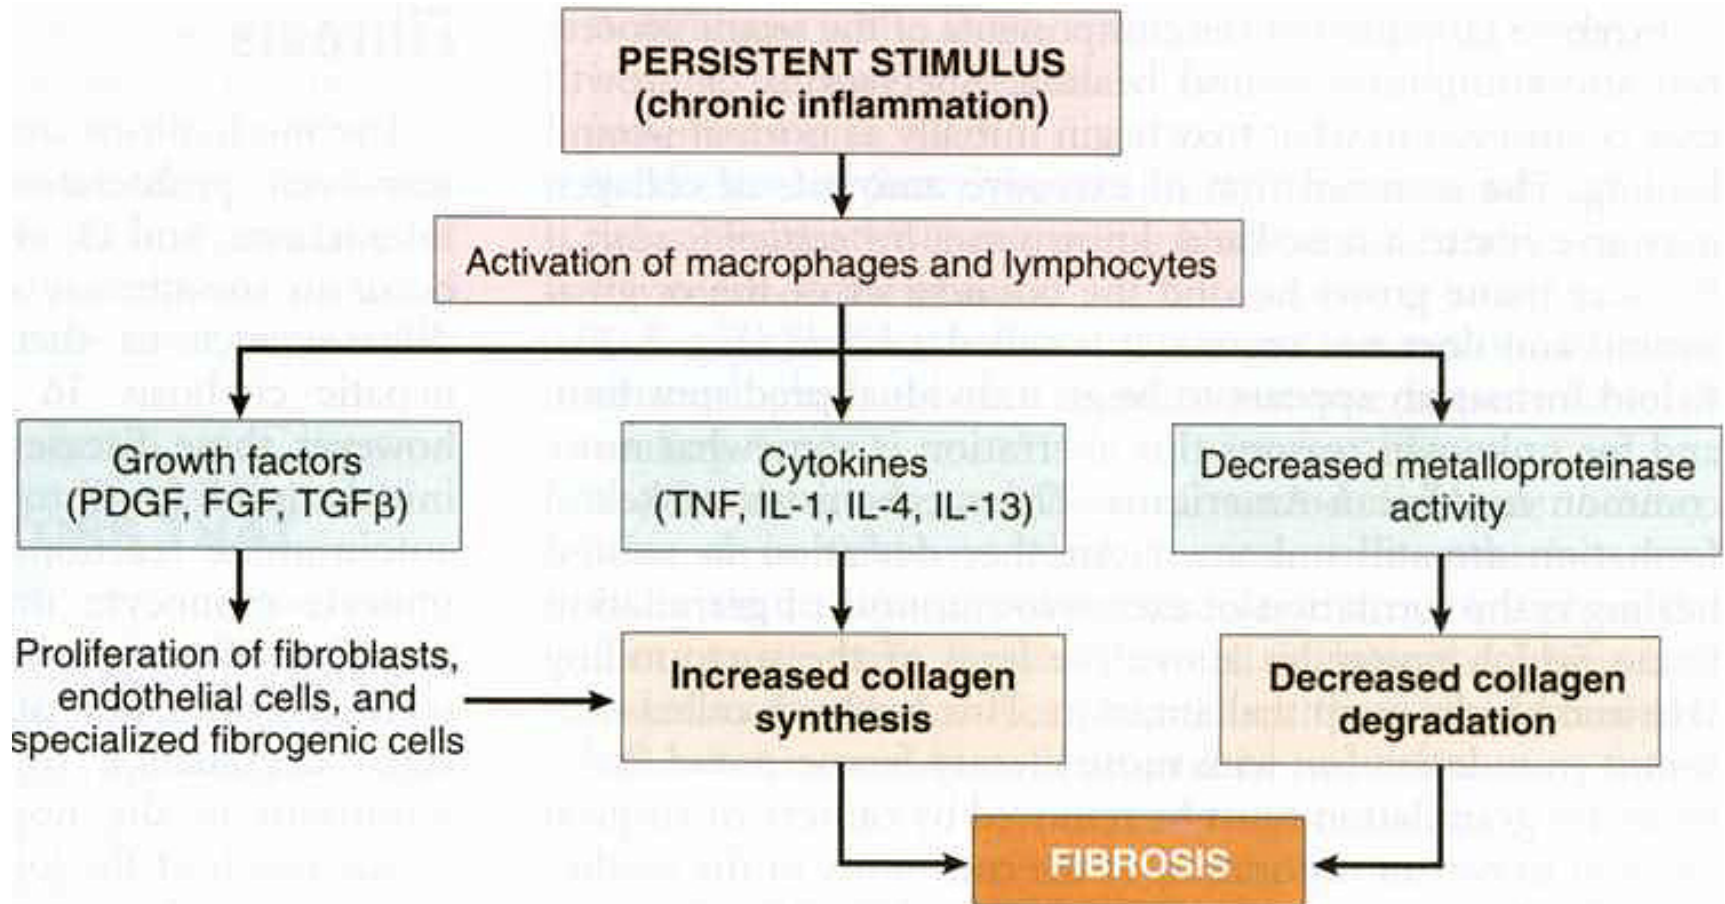 PERSISTENT STIMULUS
(chronic inflammation)
Activation of macrophages and lymphocytes
Growth factors
(PDGF, FGF, TGFβ)
Cytokines
(TNF, IL-1, IL-4, IL-13)
Decreased metalloproteinase
activity
Proliferation of fibroblasts,
endothelial cells, and
specialized fibrogenic cells
Increased collagen
synthesis
Decreased collagen
degradation
FIBROSIS